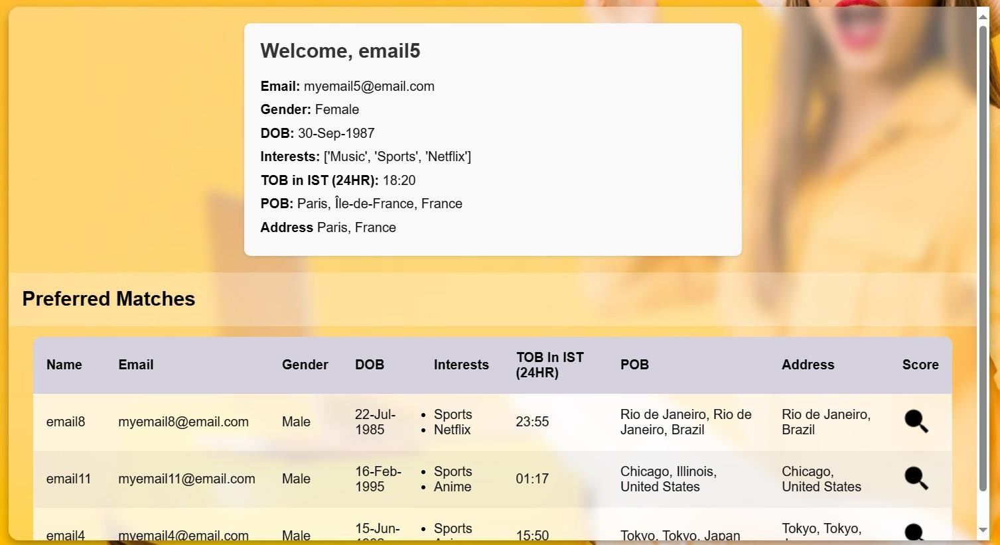 Welcome, email5
Email: myemail5@email.com
Gender: Female
DOB: 30-Sep-1987
Interests: ['Music', 'Sports', 'Netflix']
TOB in IST (24HR): 18:20
POB: Paris, Île-de-France, France
Address Paris, France
Preferred Matches
Name Email Gender DOB Interests TOB In IST (24HR) POB Address Score
email8 myemail8@email.com Male 22-Jul-1985 • Sports • Netflix 23:55 Rio de Janeiro, Rio de Janeiro, Brazil Rio de Janeiro, Brazil
email11 myemail11@email.com Male 16-Feb-1995 • Sports • Anime 01:17 Chicago, Illinois, United States Chicago, United States
email4 myemail4@email.com Male 15-Jun- • Sports 15:50 Tokyo, Tokyo, Japan Tokyo, Tokyo,